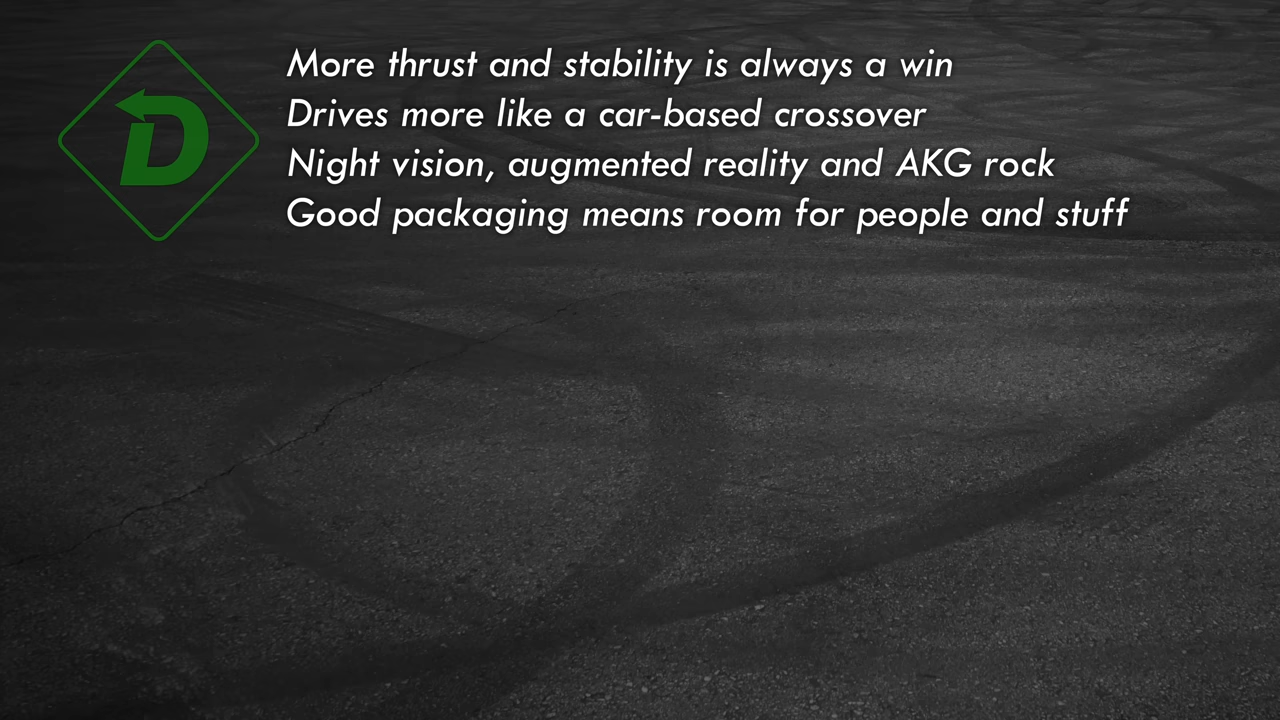 D
More thrust and stability is always a win
Drives more like a car-based crossover
Night vision, augmented reality and AKG rock
Good packaging means room for people and stuff